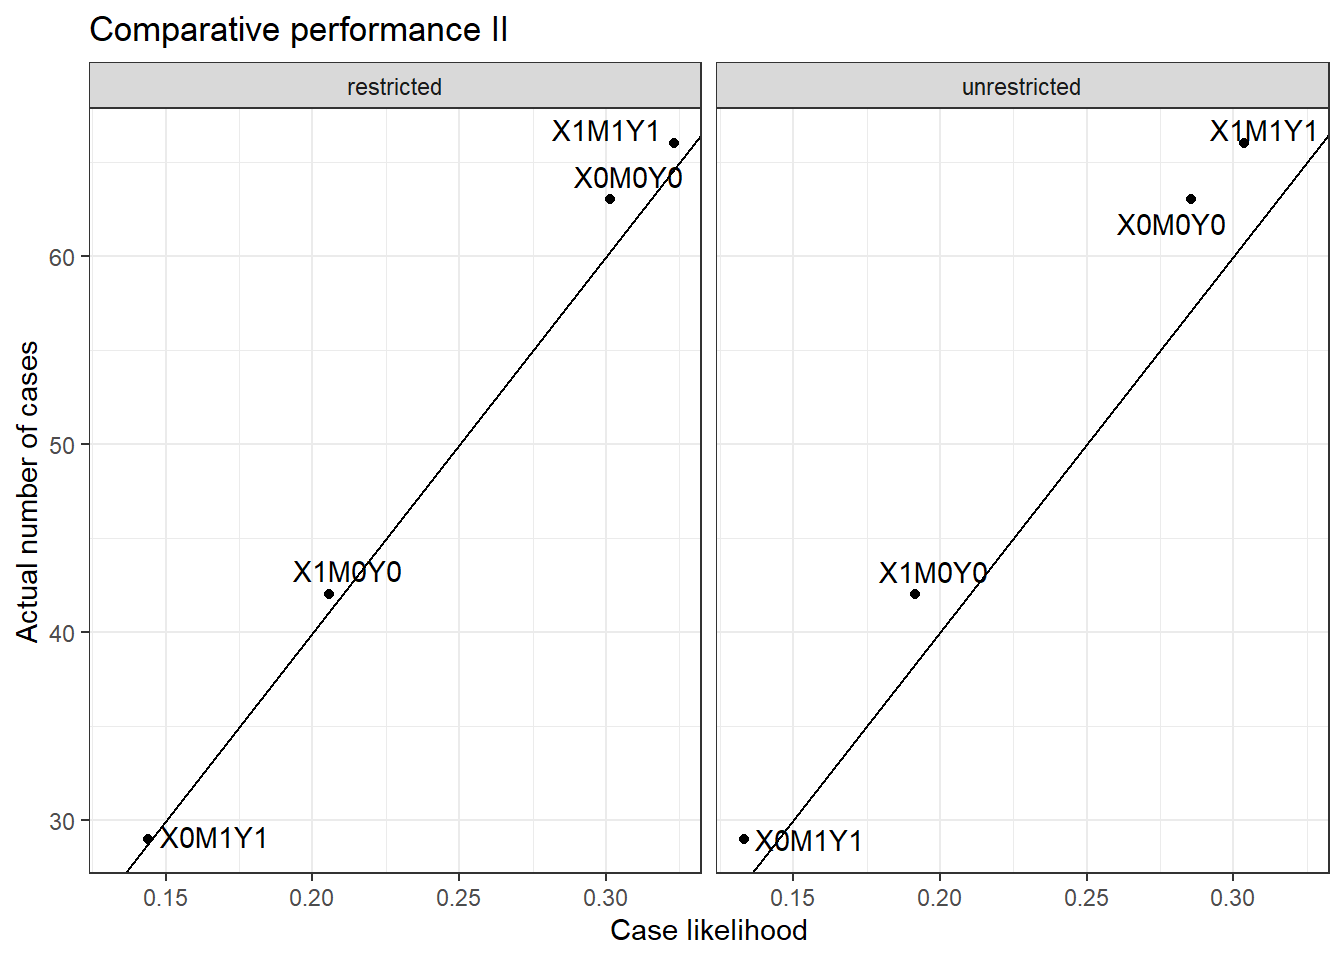 Comparative performance II
restricted
unrestricted
Actual number of cases
60
50
40
30
X1M1Y1
X0M0Y0
X1M0Y0
X0M1Y1
X1M1Y1
X0M0Y0
X1M0Y0
X0M1Y1
0.15 0.20 0.25 0.30
0.15 0.20 0.25 0.30
Case likelihood